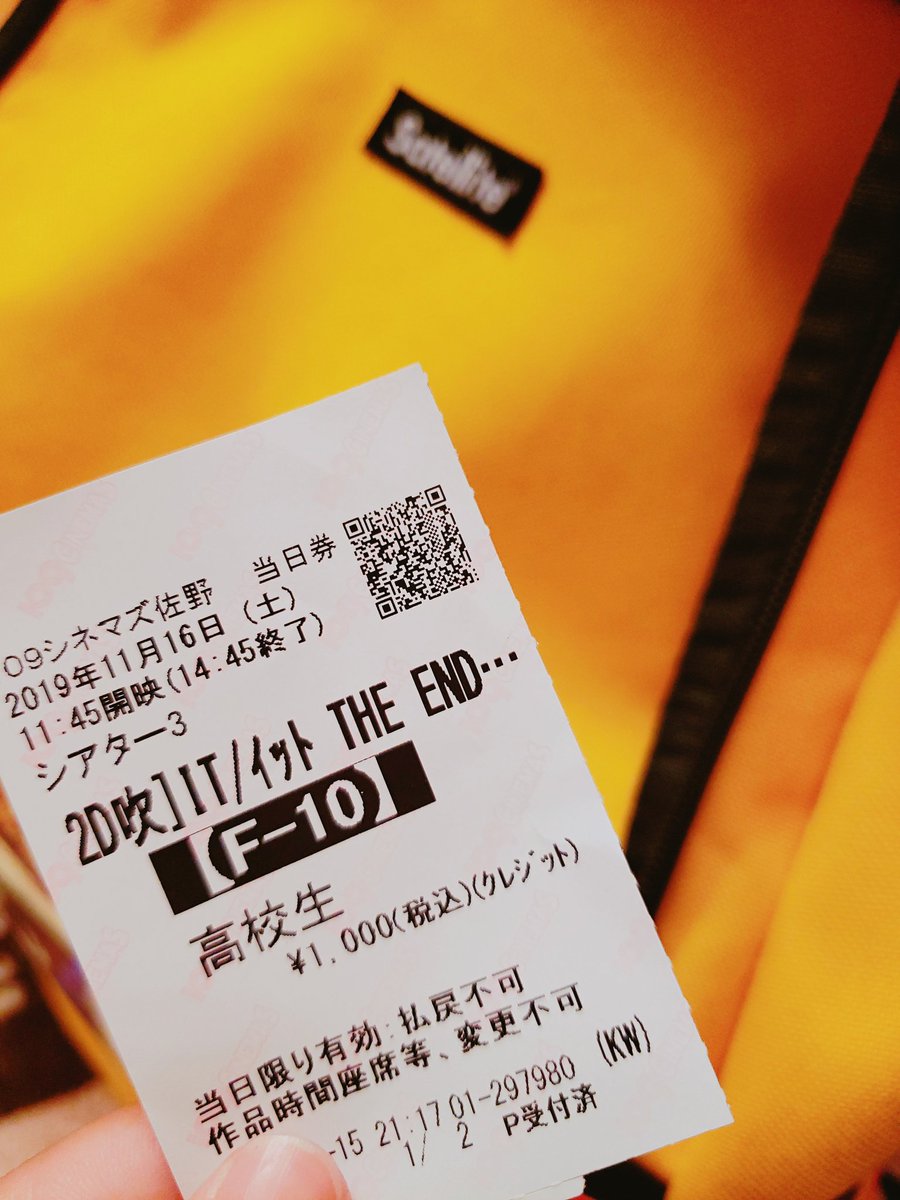 Satellite
当日券
09シネマズ佐野
2019年11月16日 (土)
11:45開映(14:45終了)
シアター3
2D吹]IT/イット THE END…
【F-10】
高校生
¥1,000(税込)(クレジット)
当日限り有効:払戻不可
作品時間座席等、変更不可
-15 21:17 01-297980 (KW)
1/ 2 P受付済